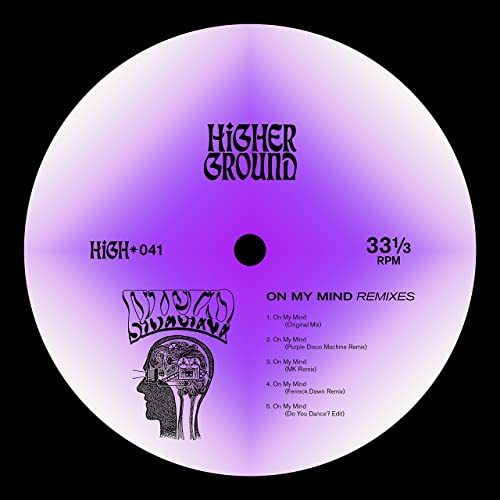 HiGHER
GROUND
HiGH✴041
33⅓
RPM
ON MY MIND REMIXES
1. On My Mind
(Original Mix)
2. On My Mind
(Purple Disco Machine Remix)
3. On My Mind
(MK Remix)
4. On My Mind
(Ferreck Dawn Remix)
5. On My Mind
(Do You Dance? Edit)